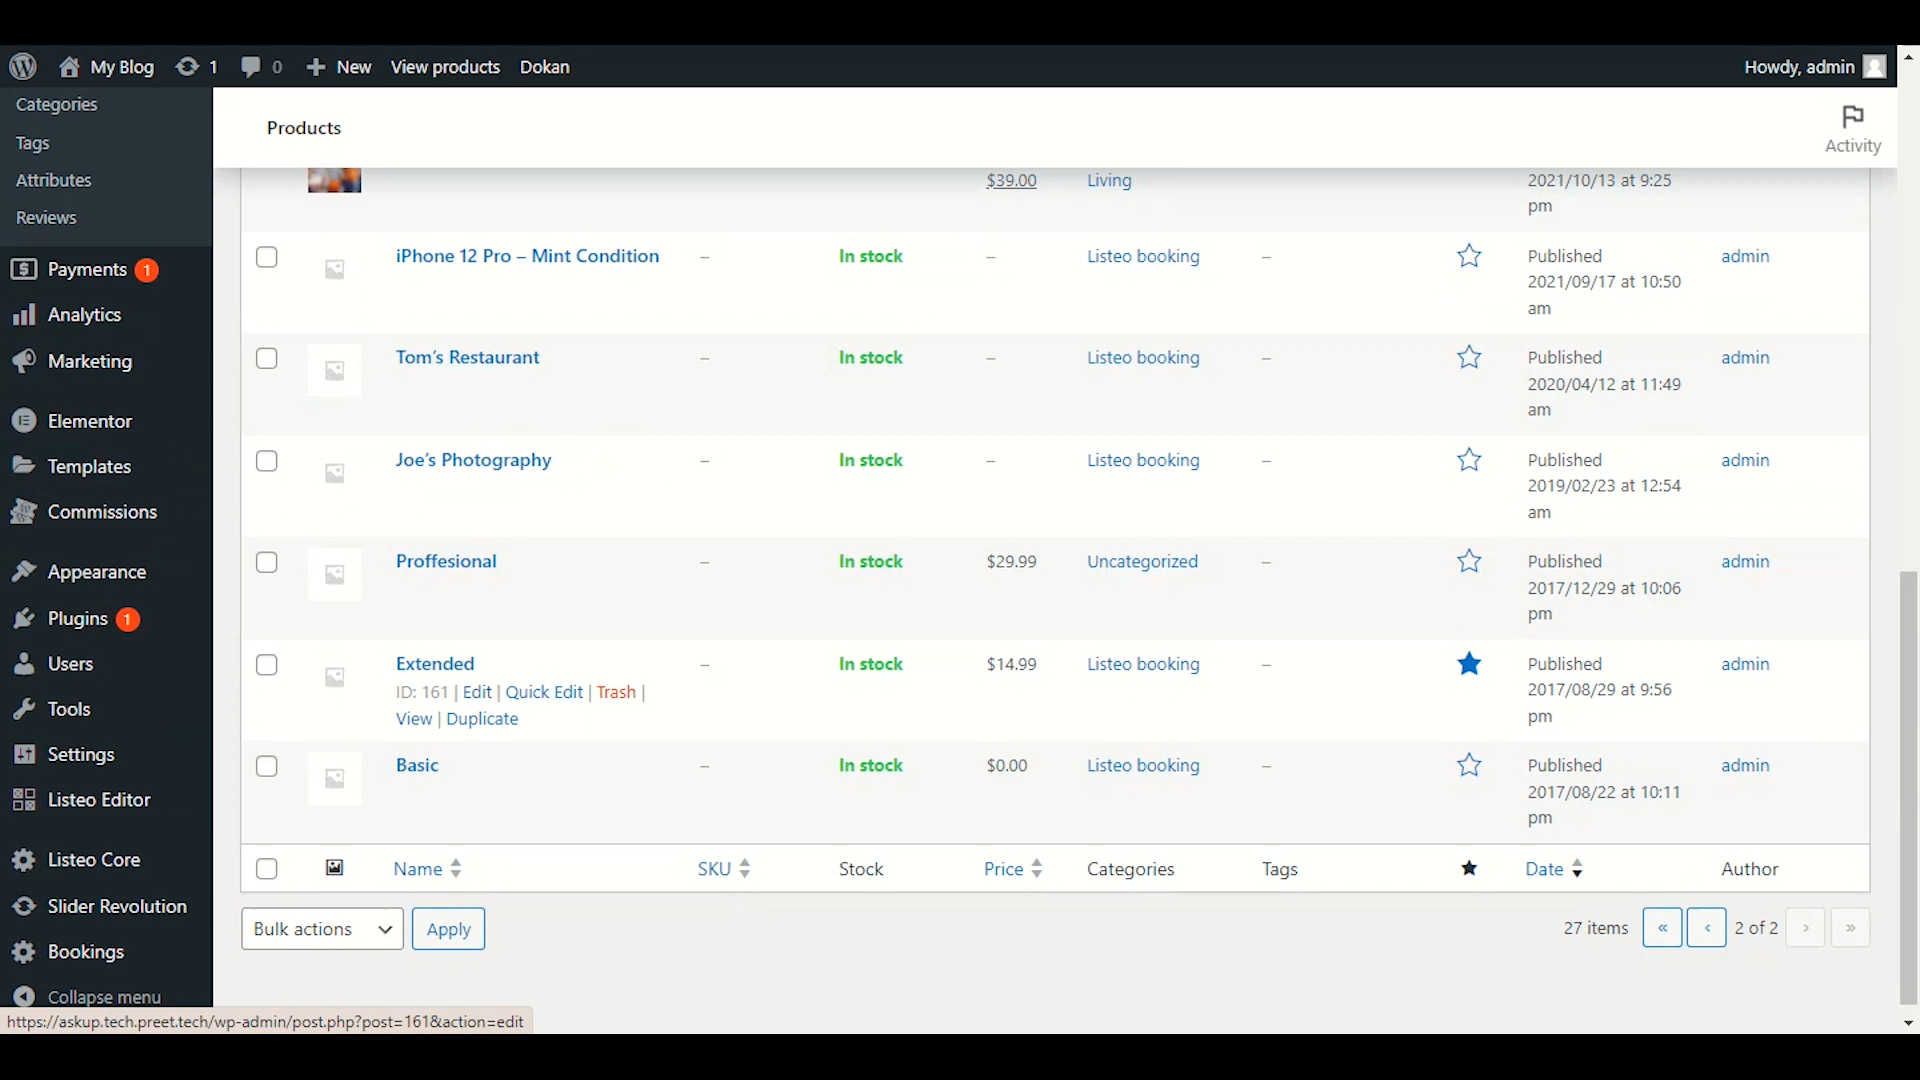 My Blog 1 0 New View products Dokan Howdy, admin
Categories
Tags
Attributes
Reviews
Payments 1
Analytics
Marketing
Elementor
Templates
Commissions
Appearance
Plugins 1
Users
Tools
Settings
Listeo Editor
Listeo Core
Slider Revolution
Bookings
Collapse menu
Products
Activity
$39.00 Living 2021/10/13 at 9:25
pm
iPhone 12 Pro – Mint Condition – In stock – Listeo booking – Published admin
2021/09/17 at 10:50
am
Tom’s Restaurant – In stock – Listeo booking – Published admin
2020/04/12 at 11:49
am
Joe’s Photography – In stock – Listeo booking – Published admin
2019/02/23 at 12:54
am
Proffesional – In stock $29.99 Uncategorized – Published admin
2017/12/29 at 10:06
pm
Extended – In stock $14.99 Listeo booking – Published admin
ID: 161 | Edit | Quick Edit | Trash | 2017/08/29 at 9:56
View | Duplicate pm
Basic – In stock $0.00 Listeo booking – Published admin
2017/08/22 at 10:11
pm
Name SKU Stock Price Categories Tags Date Author
Bulk actions Apply 27 items « ‹ 2 of 2 › »
https://askup.tech.preet.tech/wp-admin/post.php?post=161&action=edit